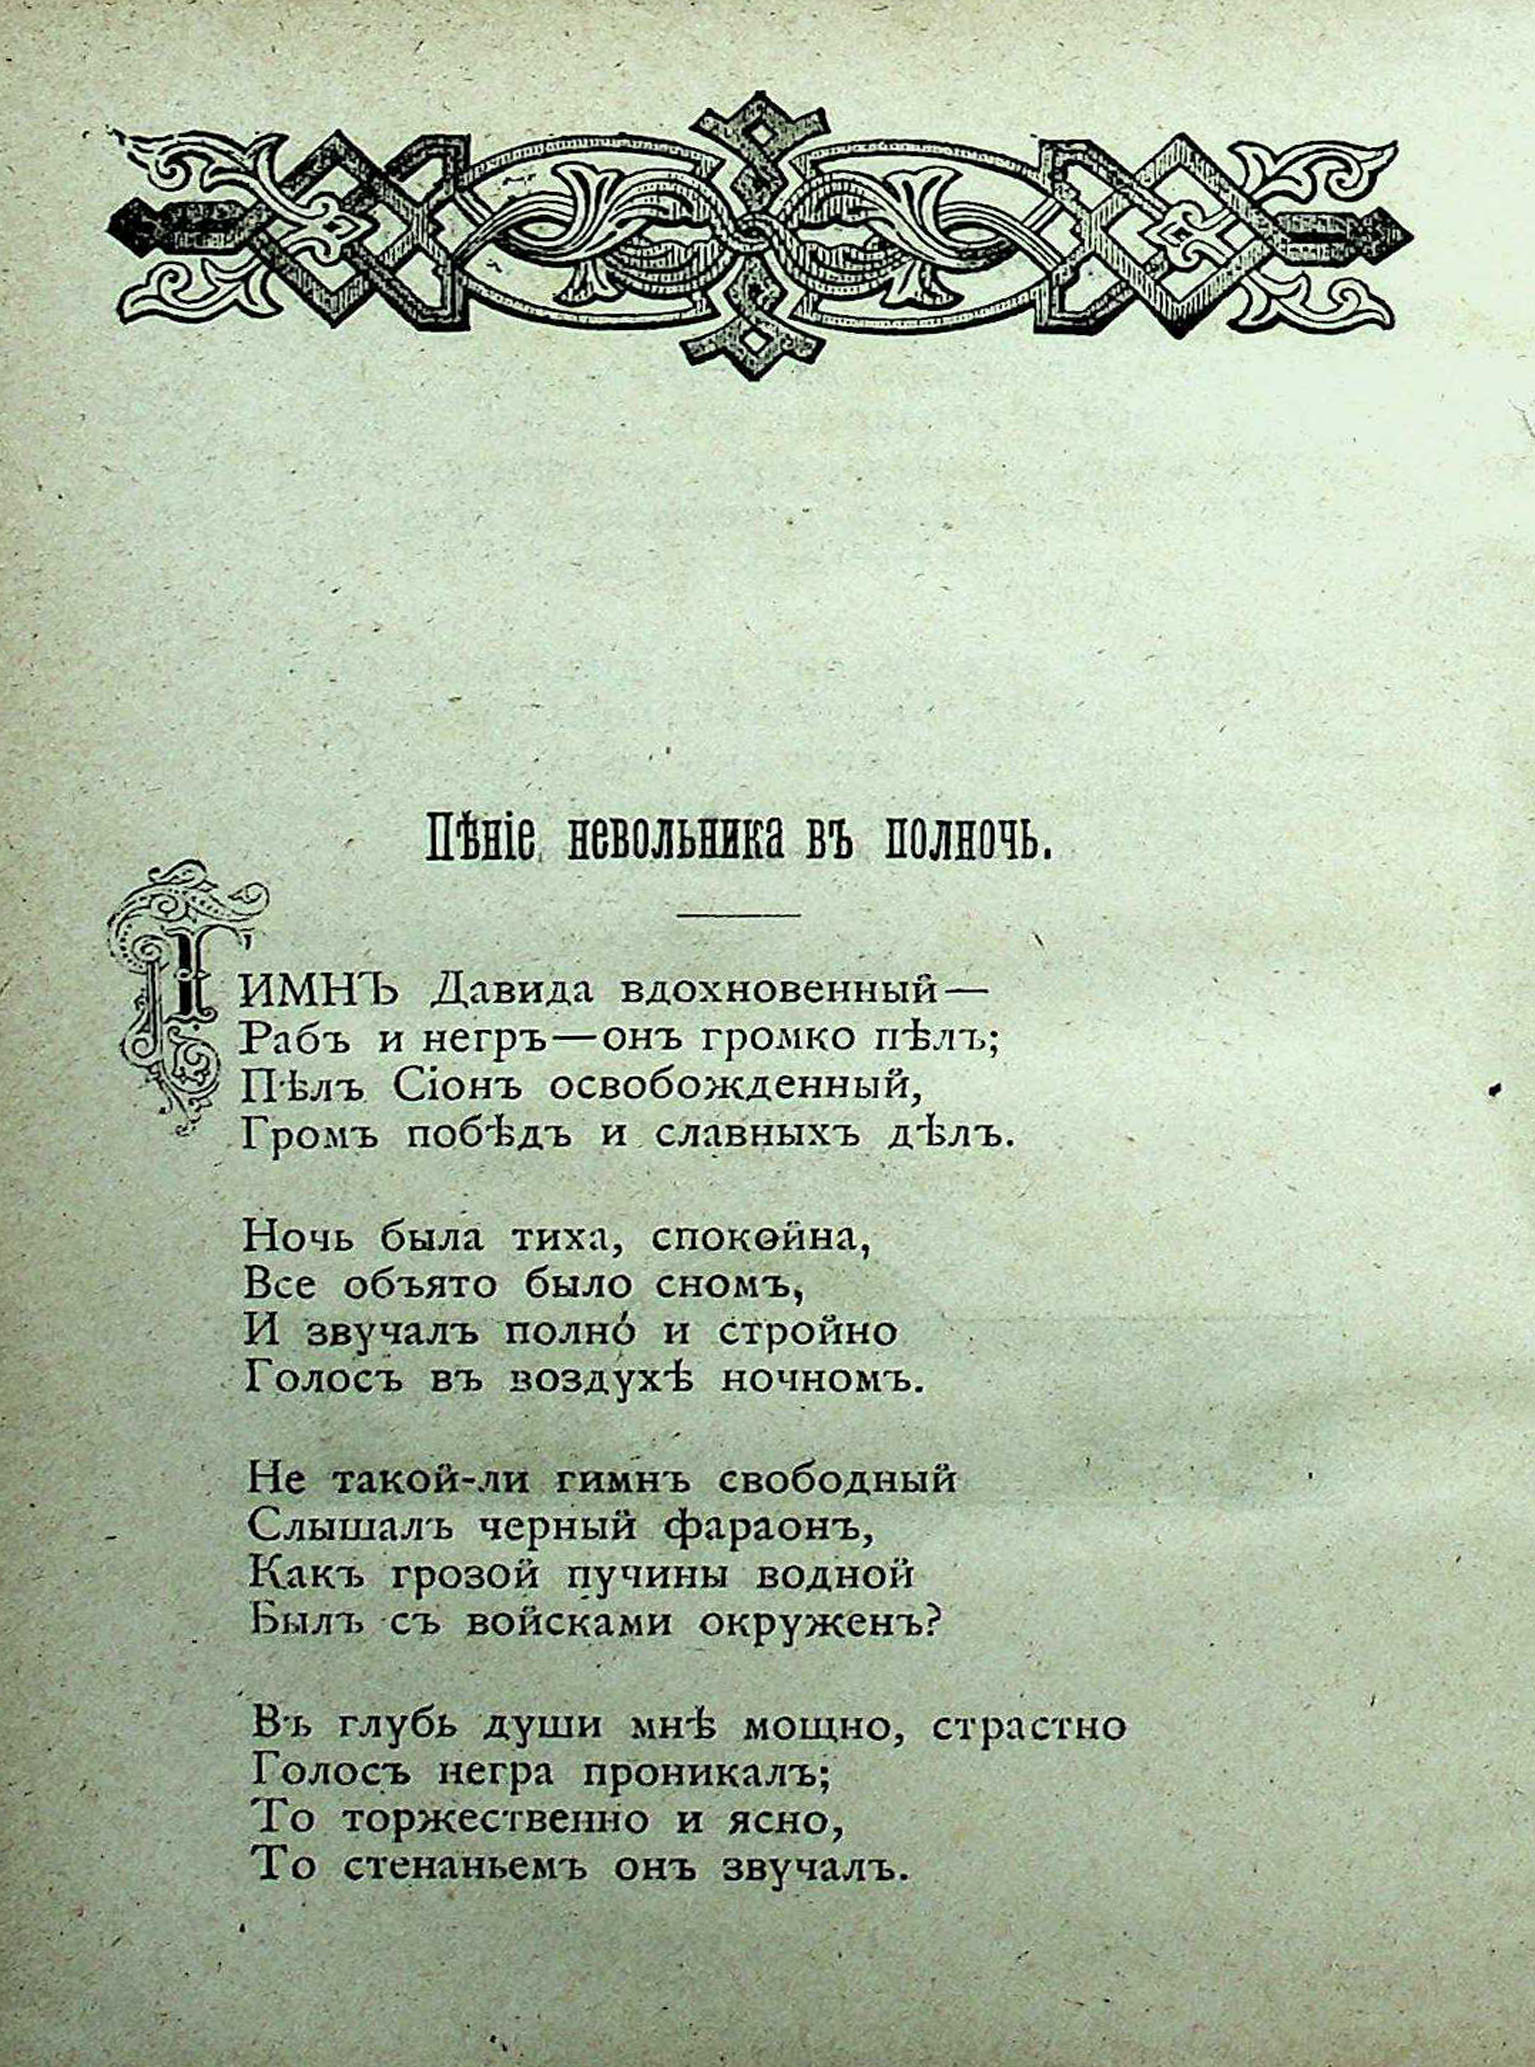 Пѣніе невольника въ полночь.
ГИМНЪ Давида вдохновенный—
Рабъ и негръ—онъ громко пѣлъ;
Пѣлъ Сіонъ освобожденный,
Громъ побѣдъ и славныхъ дѣлъ.
Ночь была тиха, спокойна,
Все объято было сномъ,
И звучалъ полно́ и стройно
Голосъ въ воздухѣ ночномъ.
Не такой-ли гимнъ свободный
Слышалъ черный фараонъ,
Какъ грозой пучины водной
Былъ съ войсками окруженъ?
Въ глубь души мнѣ мощно, страстно
Голосъ негра проникалъ;
То торжественно и ясно,
То стенаньемъ онъ звучалъ.